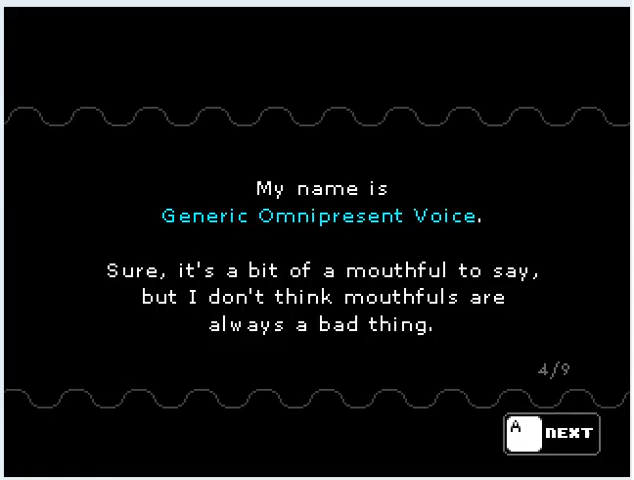 My name is
Generic Omnipresent Voice.
Sure, it's a bit of a mouthful to say,
but I don't think mouthfuls are
always a bad thing.
4/9
A NEXT